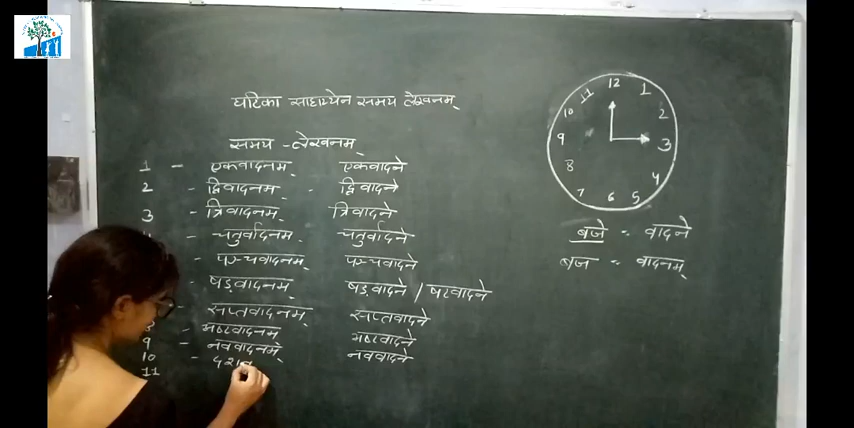 घटिका साहाय्येन समय लेखनम्
समय - लेखनम्
1 - एकवादनम् एकवादने
2 - द्विवादनम् - द्विवादने
3 - त्रिवादनम् त्रिवादने
- चतुर्वादनम् चतुर्वादने
- पञ्चवादनम् पञ्चवादने
- षड्वादनम् षड्वादने / षटवादने
- सप्तवादनम् सप्तवादने
8 - अष्टवादनम् अष्टवादने
9 - नववादनम् नववादने
10 - दशव
11
12
1
2
3
4
5
6
7
8
9
10
11
बजे = वादने
बज = वादनम्